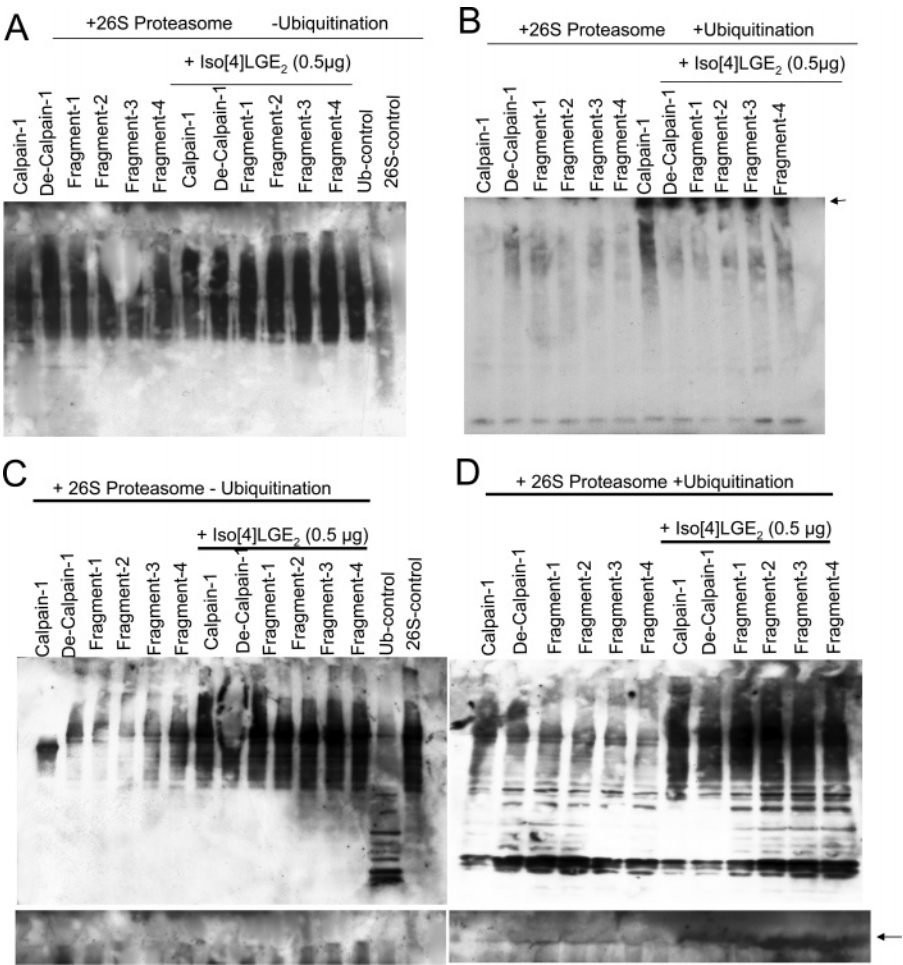 A
+26S Proteasome -Ubiquitination
+ Iso[4]LGE₂ (0.5µg)
Calpain-1
De-Calpain-1
Fragment-1
Fragment-2
Fragment-3
Fragment-4
Calpain-1
De-Calpain-1
Fragment-1
Fragment-2
Fragment-3
Fragment-4
Ub-control
26S-control
B
+26S Proteasome +Ubiquitination
+ Iso[4]LGE₂ (0.5µg)
Calpain-1
De-Calpain-1
Fragment-1
Fragment-2
Fragment-3
Fragment-4
Calpain-1
De-Calpain-1
Fragment-1
Fragment-2
Fragment-3
Fragment-4
C
+ 26S Proteasome - Ubiquitination
+ Iso[4]LGE₂ (0.5 µg)
Calpain-1
De-Calpain-1
Fragment-1
Fragment-2
Fragment-3
Fragment-4
Calpain-1
De-Calpain-1
Fragment-1
Fragment-2
Fragment-3
Fragment-4
Ub-control
26S-control
D
+ 26S Proteasome +Ubiquitination
+ Iso[4]LGE₂ (0.5 µg)
Calpain-1
De-Calpain-1
Fragment-1
Fragment-2
Fragment-3
Fragment-4
Calpain-1
De-Calpain-1
Fragment-1
Fragment-2
Fragment-3
Fragment-4